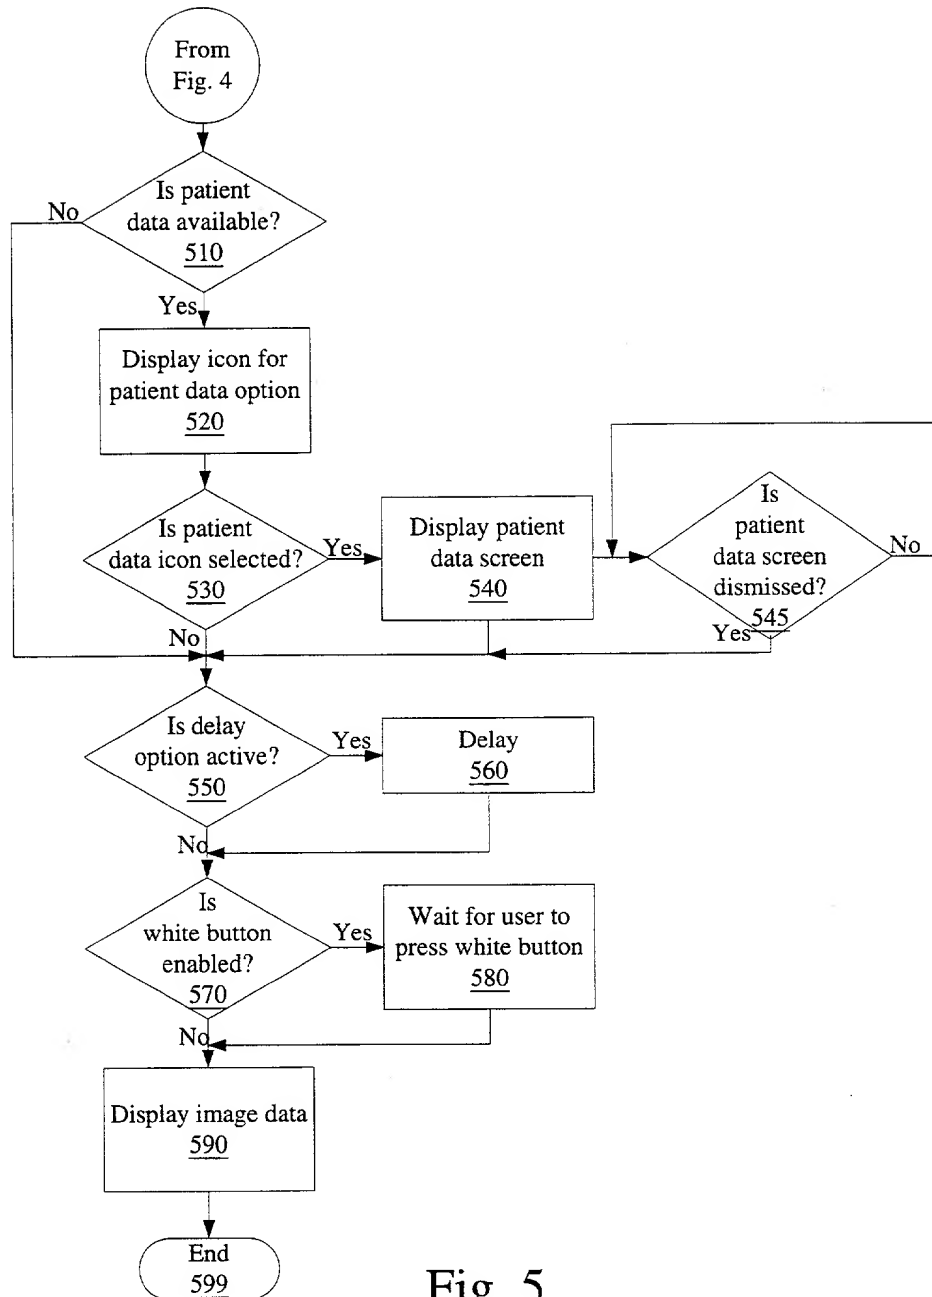 From
Fig. 4
Is patient
data available?
510
No
Yes
Display icon for
patient data option
520
Is patient
data icon selected?
530
Yes
No
Display patient
data screen
540
Is
patient
data screen
dismissed?
545
No
Yes
Is delay
option active?
550
Yes
No
Delay
560
Is
white button
enabled?
570
Yes
No
Wait for user to
press white button
580
Display image data
590
End
599
Fig. 5